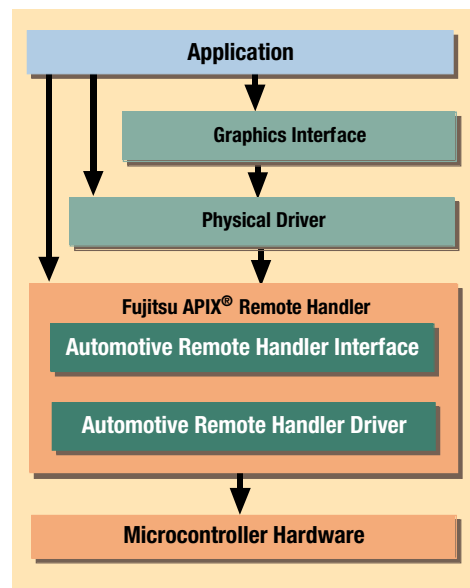 Application
Graphics Interface
Physical Driver
Fujitsu APIX® Remote Handler
Automotive Remote Handler Interface
Automotive Remote Handler Driver
Microcontroller Hardware